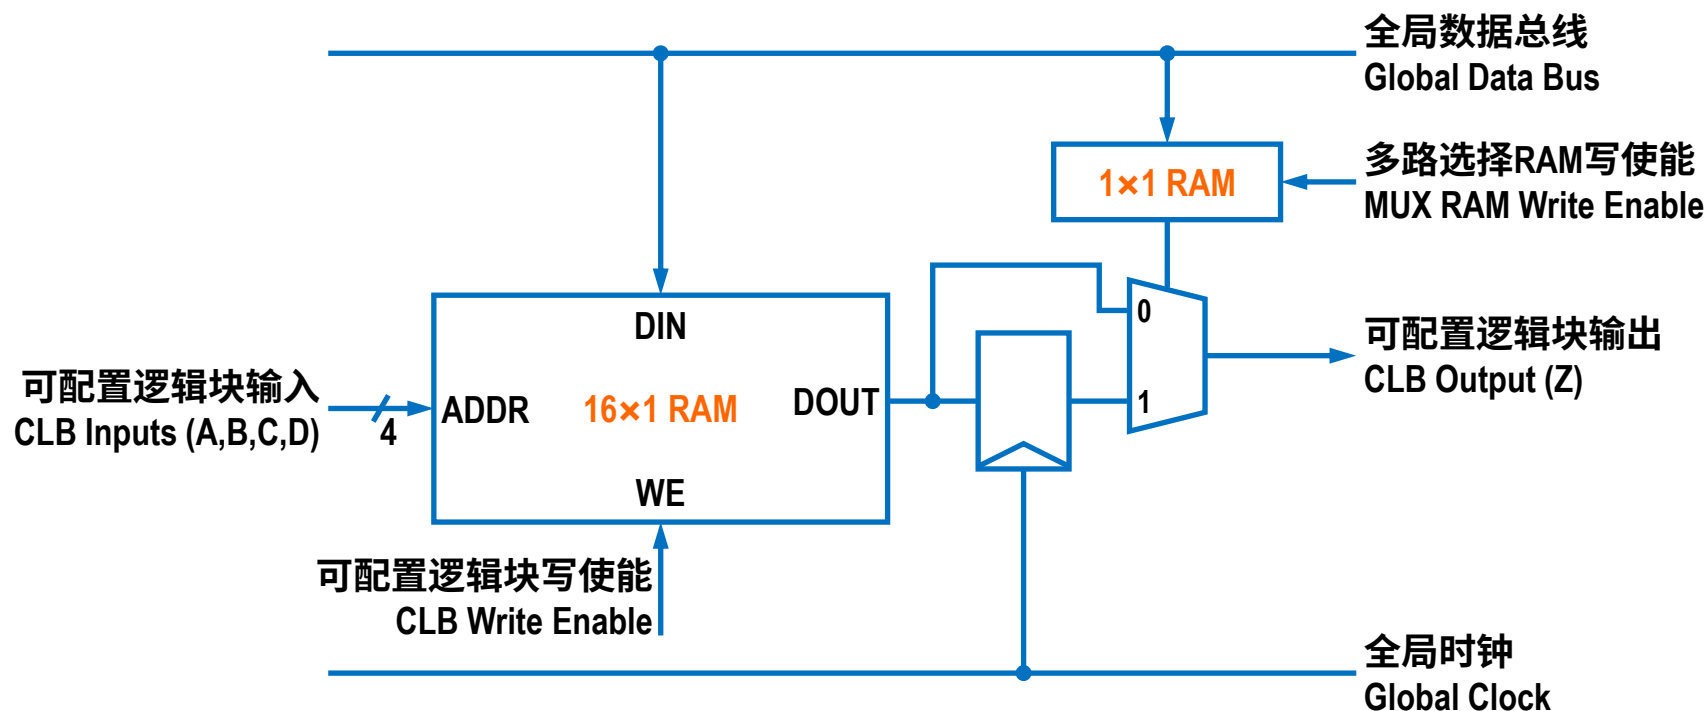 全局数据总线
Global Data Bus
多路选择RAM写使能
MUX RAM Write Enable
1×1 RAM
0
DIN
可配置逻辑块输出
CLB Output (Z)
可配置逻辑块输入
CLB Inputs (A,B,C,D)
4
ADDR
16×1 RAM
DOUT
1
WE
可配置逻辑块写使能
CLB Write Enable
全局时钟
Global Clock